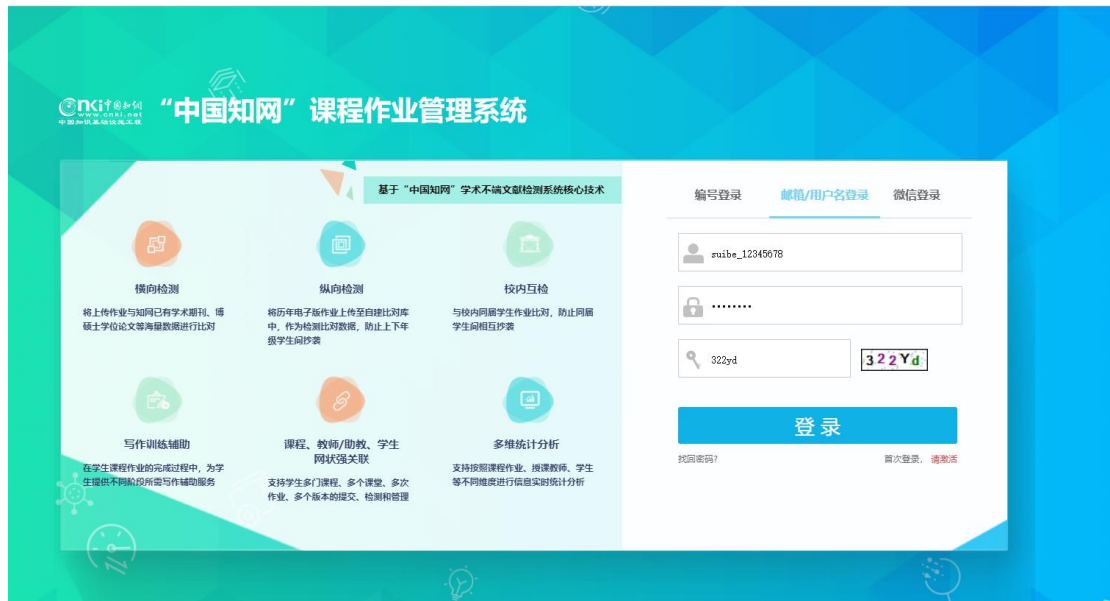 Cnki中国知网
www.cnki.net
中国知识基础设施工程
“中国知网”课程作业管理系统
基于“中国知网”学术不端文献检测系统核心技术
横向检测
将上传作业与知网已有学术期刊、博
硕士学位论文等海量数据进行比对
纵向检测
将历年电子版作业上传至自建比对库
中，作为检测比对数据，防止上下年
级学生间抄袭
校内互检
与校内同届学生作业比对，防止同届
学生间相互抄袭
写作训练辅助
在学生课程作业的完成过程中，为学
生提供不同阶段所需写作辅助服务
课程、教师/助教、学生
网状强关联
支持学生多门课程、多个课堂、多次
作业、多个版本的提交、检测和管理
多维统计分析
支持按照课程作业、授课教师、学生
等不同维度进行信息实时统计分析
编号登录
邮箱/用户名登录
微信登录
suibe_12345678
••••••••
322yd
322Yd
登录
找回密码?
首次登录，请激活